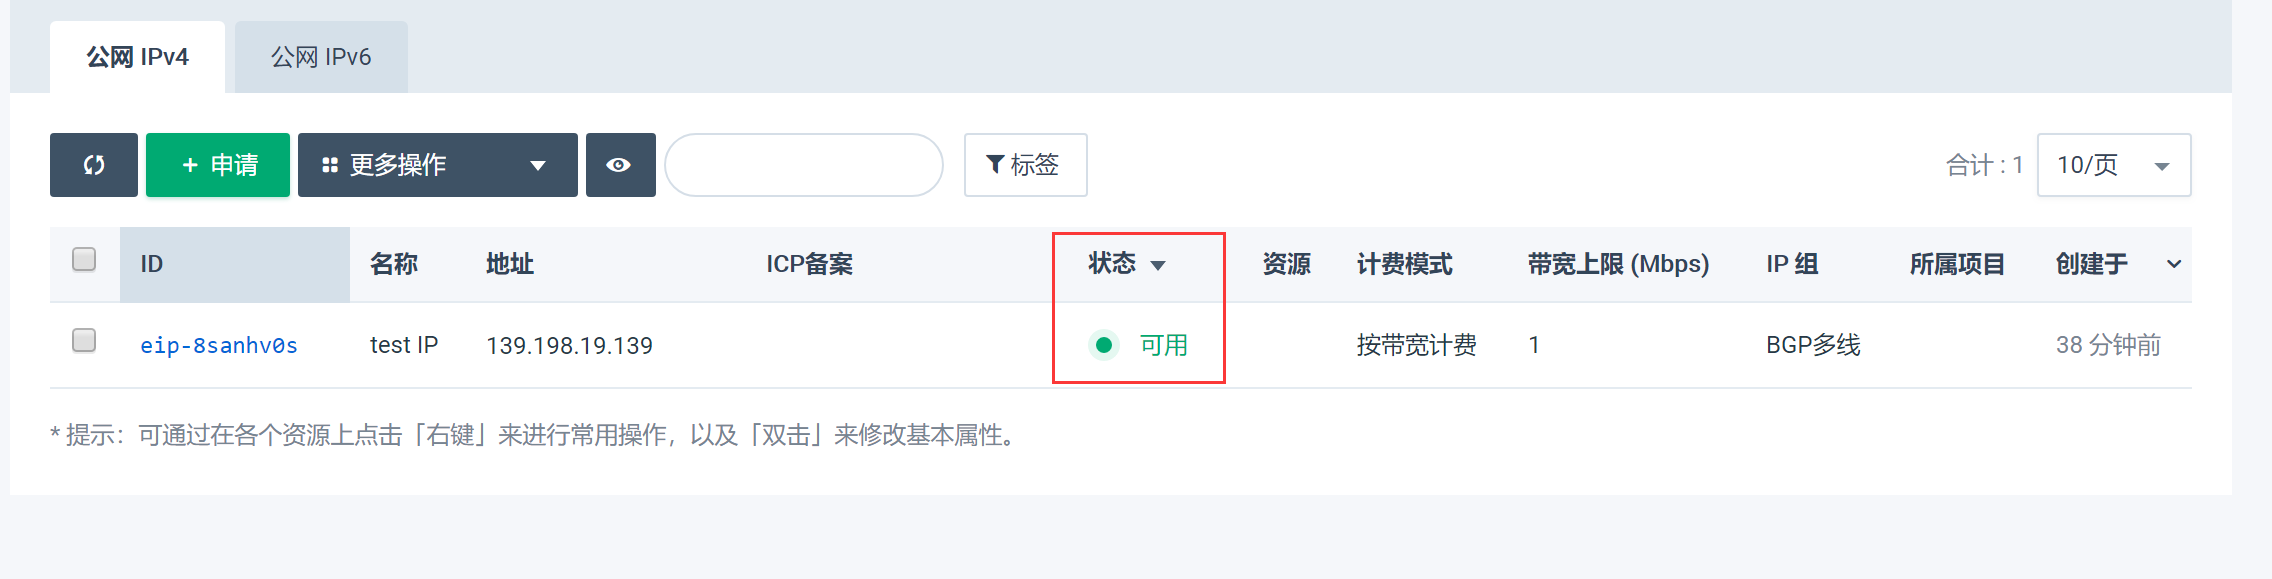 公网 IPv4 公网 IPv6
+ 申请 更多操作 标签 合计 : 1 10/页
ID 名称 地址 ICP备案 状态 资源 计费模式 带宽上限 (Mbps) IP 组 所属项目 创建于
eip-8sanhv0s test IP 139.198.19.139 可用 按带宽计费 1 BGP多线 38 分钟前
* 提示：可通过在各个资源上点击「右键」来进行常用操作，以及「双击」来修改基本属性。